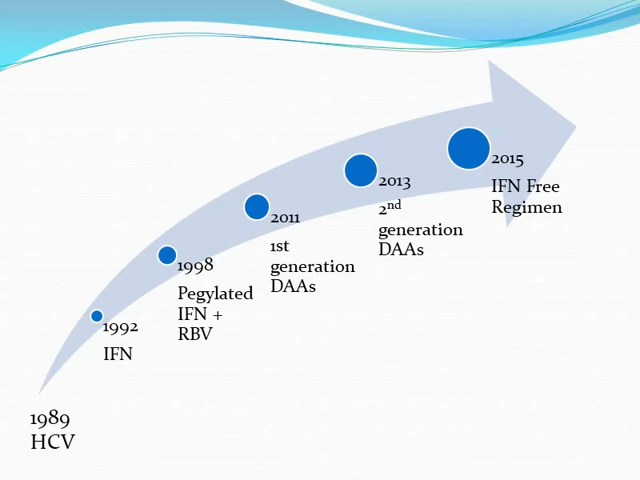 1989
HCV
1992
IFN
1998
Pegylated
IFN +
RBV
2011
1st
generation
DAAs
2013
2nd
generation
DAAs
2015
IFN Free
Regimen